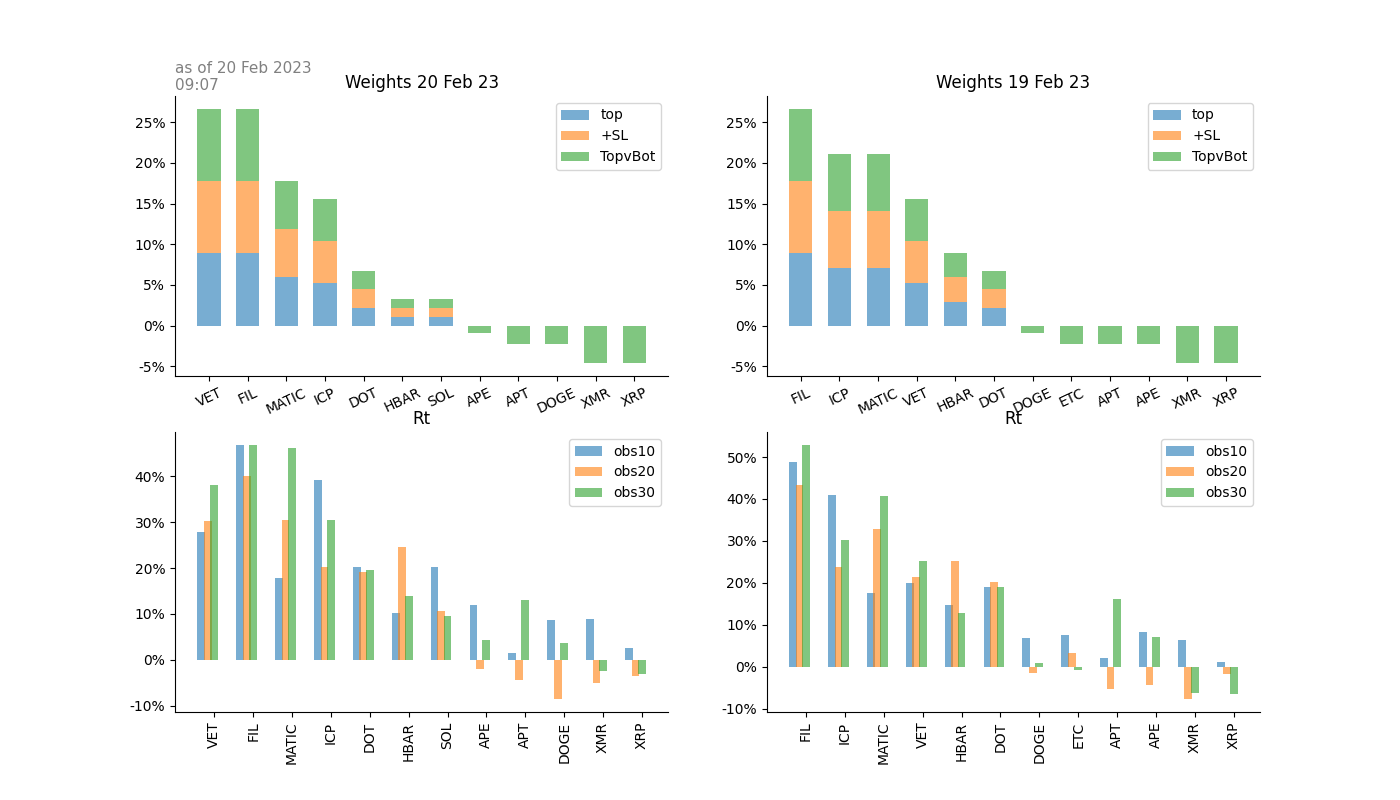 as of 20 Feb 2023
09:07
Weights 20 Feb 23
25%
20%
15%
10%
5%
0%
-5%
top
+SL
TopvBot
VET FIL MATIC ICP DOT HBAR SOL APE APT DOGE XMR XRP
Weights 19 Feb 23
25%
20%
15%
10%
5%
0%
-5%
top
+SL
TopvBot
FIL ICP MATIC VET HBAR DOT DOGE ETC APT APE XMR XRP
Rt
40%
30%
20%
10%
0%
-10%
obs10
obs20
obs30
VET FIL MATIC ICP DOT HBAR SOL APE APT DOGE XMR XRP
Rt
50%
40%
30%
20%
10%
0%
-10%
obs10
obs20
obs30
FIL ICP MATIC VET HBAR DOT DOGE ETC APT APE XMR XRP